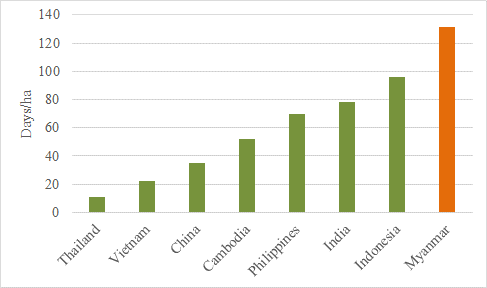 140
120
100
80
60
40
20
0
Days/ha
Thailand
Vietnam
China
Cambodia
Philippines
India
Indonesia
Myanmar